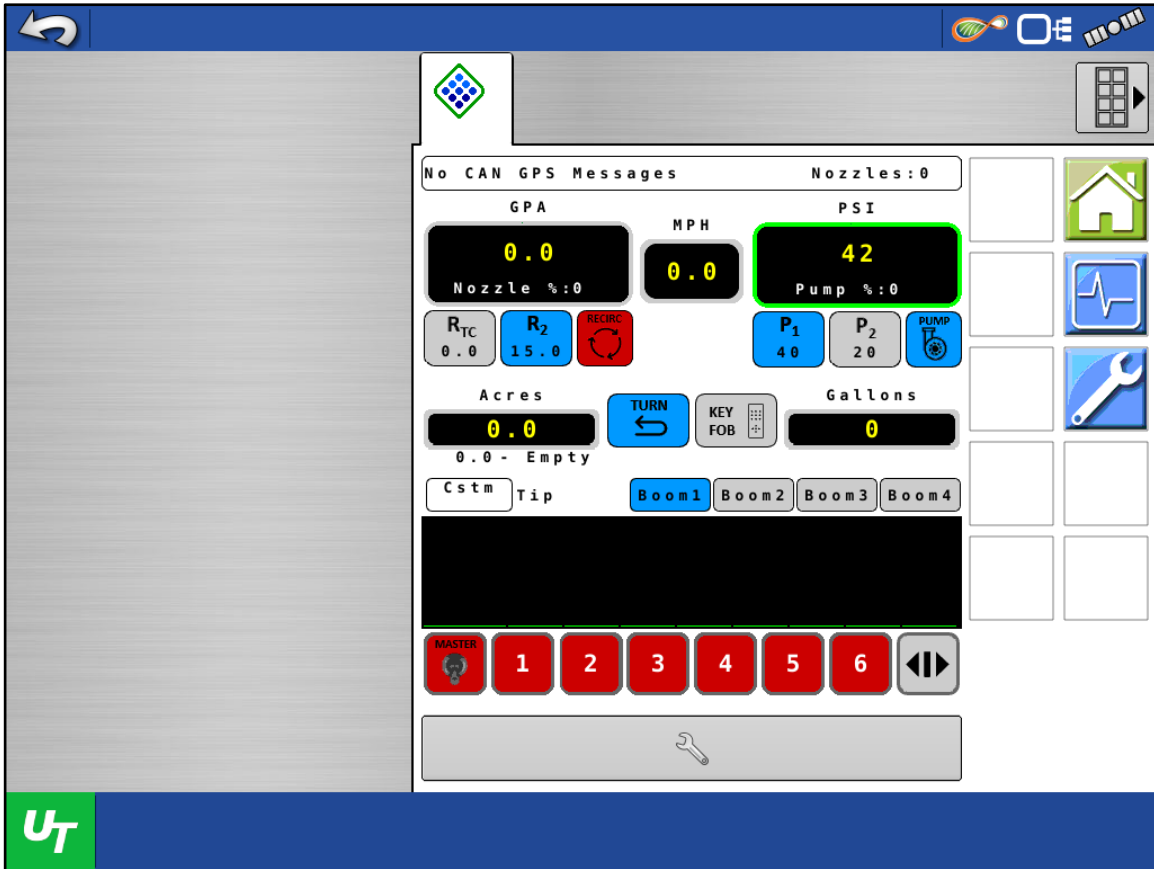 No CAN GPS Messages Nozzles:0
GPA MPH PSI
0.0 0.0 42
Nozzle %:0 Pump %:0
RTC R2 RECIRC P1 P2 PUMP
0.0 15.0 40 20
Acres TURN KEY FOB Gallons
0.0 0
0.0- Empty
Cstm Tip Boom1 Boom2 Boom3 Boom4
MASTER 1 2 3 4 5 6
UT